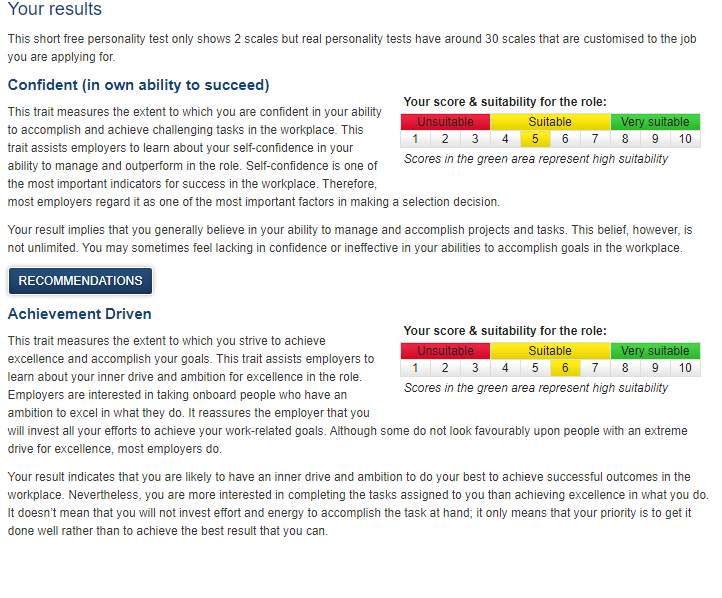 Your results
This short free personality test only shows 2 scales but real personality tests have around 30 scales that are customised to the job
you are applying for.
Confident (in own ability to succeed)
This trait measures the extent to which you are confident in your ability
to accomplish and achieve challenging tasks in the workplace. This
trait assists employers to learn about your self-confidence in your
ability to manage and outperform in the role. Self-confidence is one of
the most important indicators for success in the workplace. Therefore,
most employers regard it as one of the most important factors in making a selection decision.
Your score & suitability for the role:
Unsuitable Suitable Very suitable
1 2 3 4 5 6 7 8 9 10
Scores in the green area represent high suitability
Your result implies that you generally believe in your ability to manage and accomplish projects and tasks. This belief, however, is
not unlimited. You may sometimes feel lacking in confidence or ineffective in your abilities to accomplish goals in the workplace.
RECOMMENDATIONS
Achievement Driven
This trait measures the extent to which you strive to achieve
excellence and accomplish your goals. This trait assists employers to
learn about your inner drive and ambition for excellence in the role.
Employers are interested in taking onboard people who have an
ambition to excel in what they do. It reassures the employer that you
will invest all your efforts to achieve your work-related goals. Although some do not look favourably upon people with an extreme
drive for excellence, most employers do.
Your score & suitability for the role:
Unsuitable Suitable Very suitable
1 2 3 4 5 6 7 8 9 10
Scores in the green area represent high suitability
Your result indicates that you are likely to have an inner drive and ambition to do your best to achieve successful outcomes in the
workplace. Nevertheless, you are more interested in completing the tasks assigned to you than achieving excellence in what you do.
It doesn't mean that you will not invest effort and energy to accomplish the task at hand; it only means that your priority is to get it
done well rather than to achieve the best result that you can.